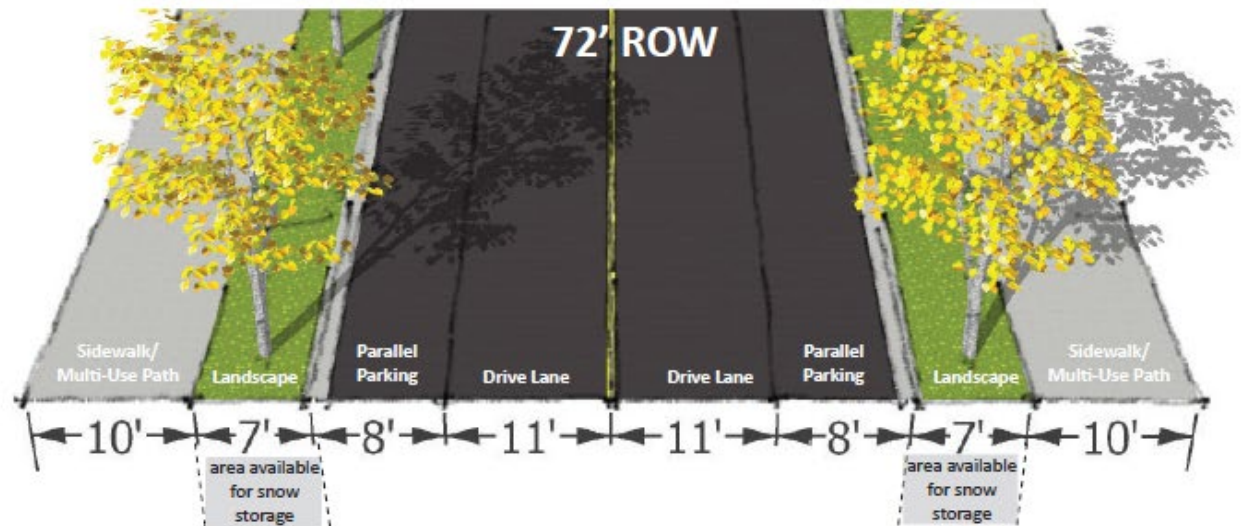 72' ROW
Sidewalk/
Multi-Use Path
Landscape
Parallel
Parking
Drive Lane
Drive Lane
Parallel
Parking
Landscape
Sidewalk/
Multi-Use Path
10' 7' 8' 11' 11' 8' 7' 10'
area available
for snow
storage
area available
for snow
storage